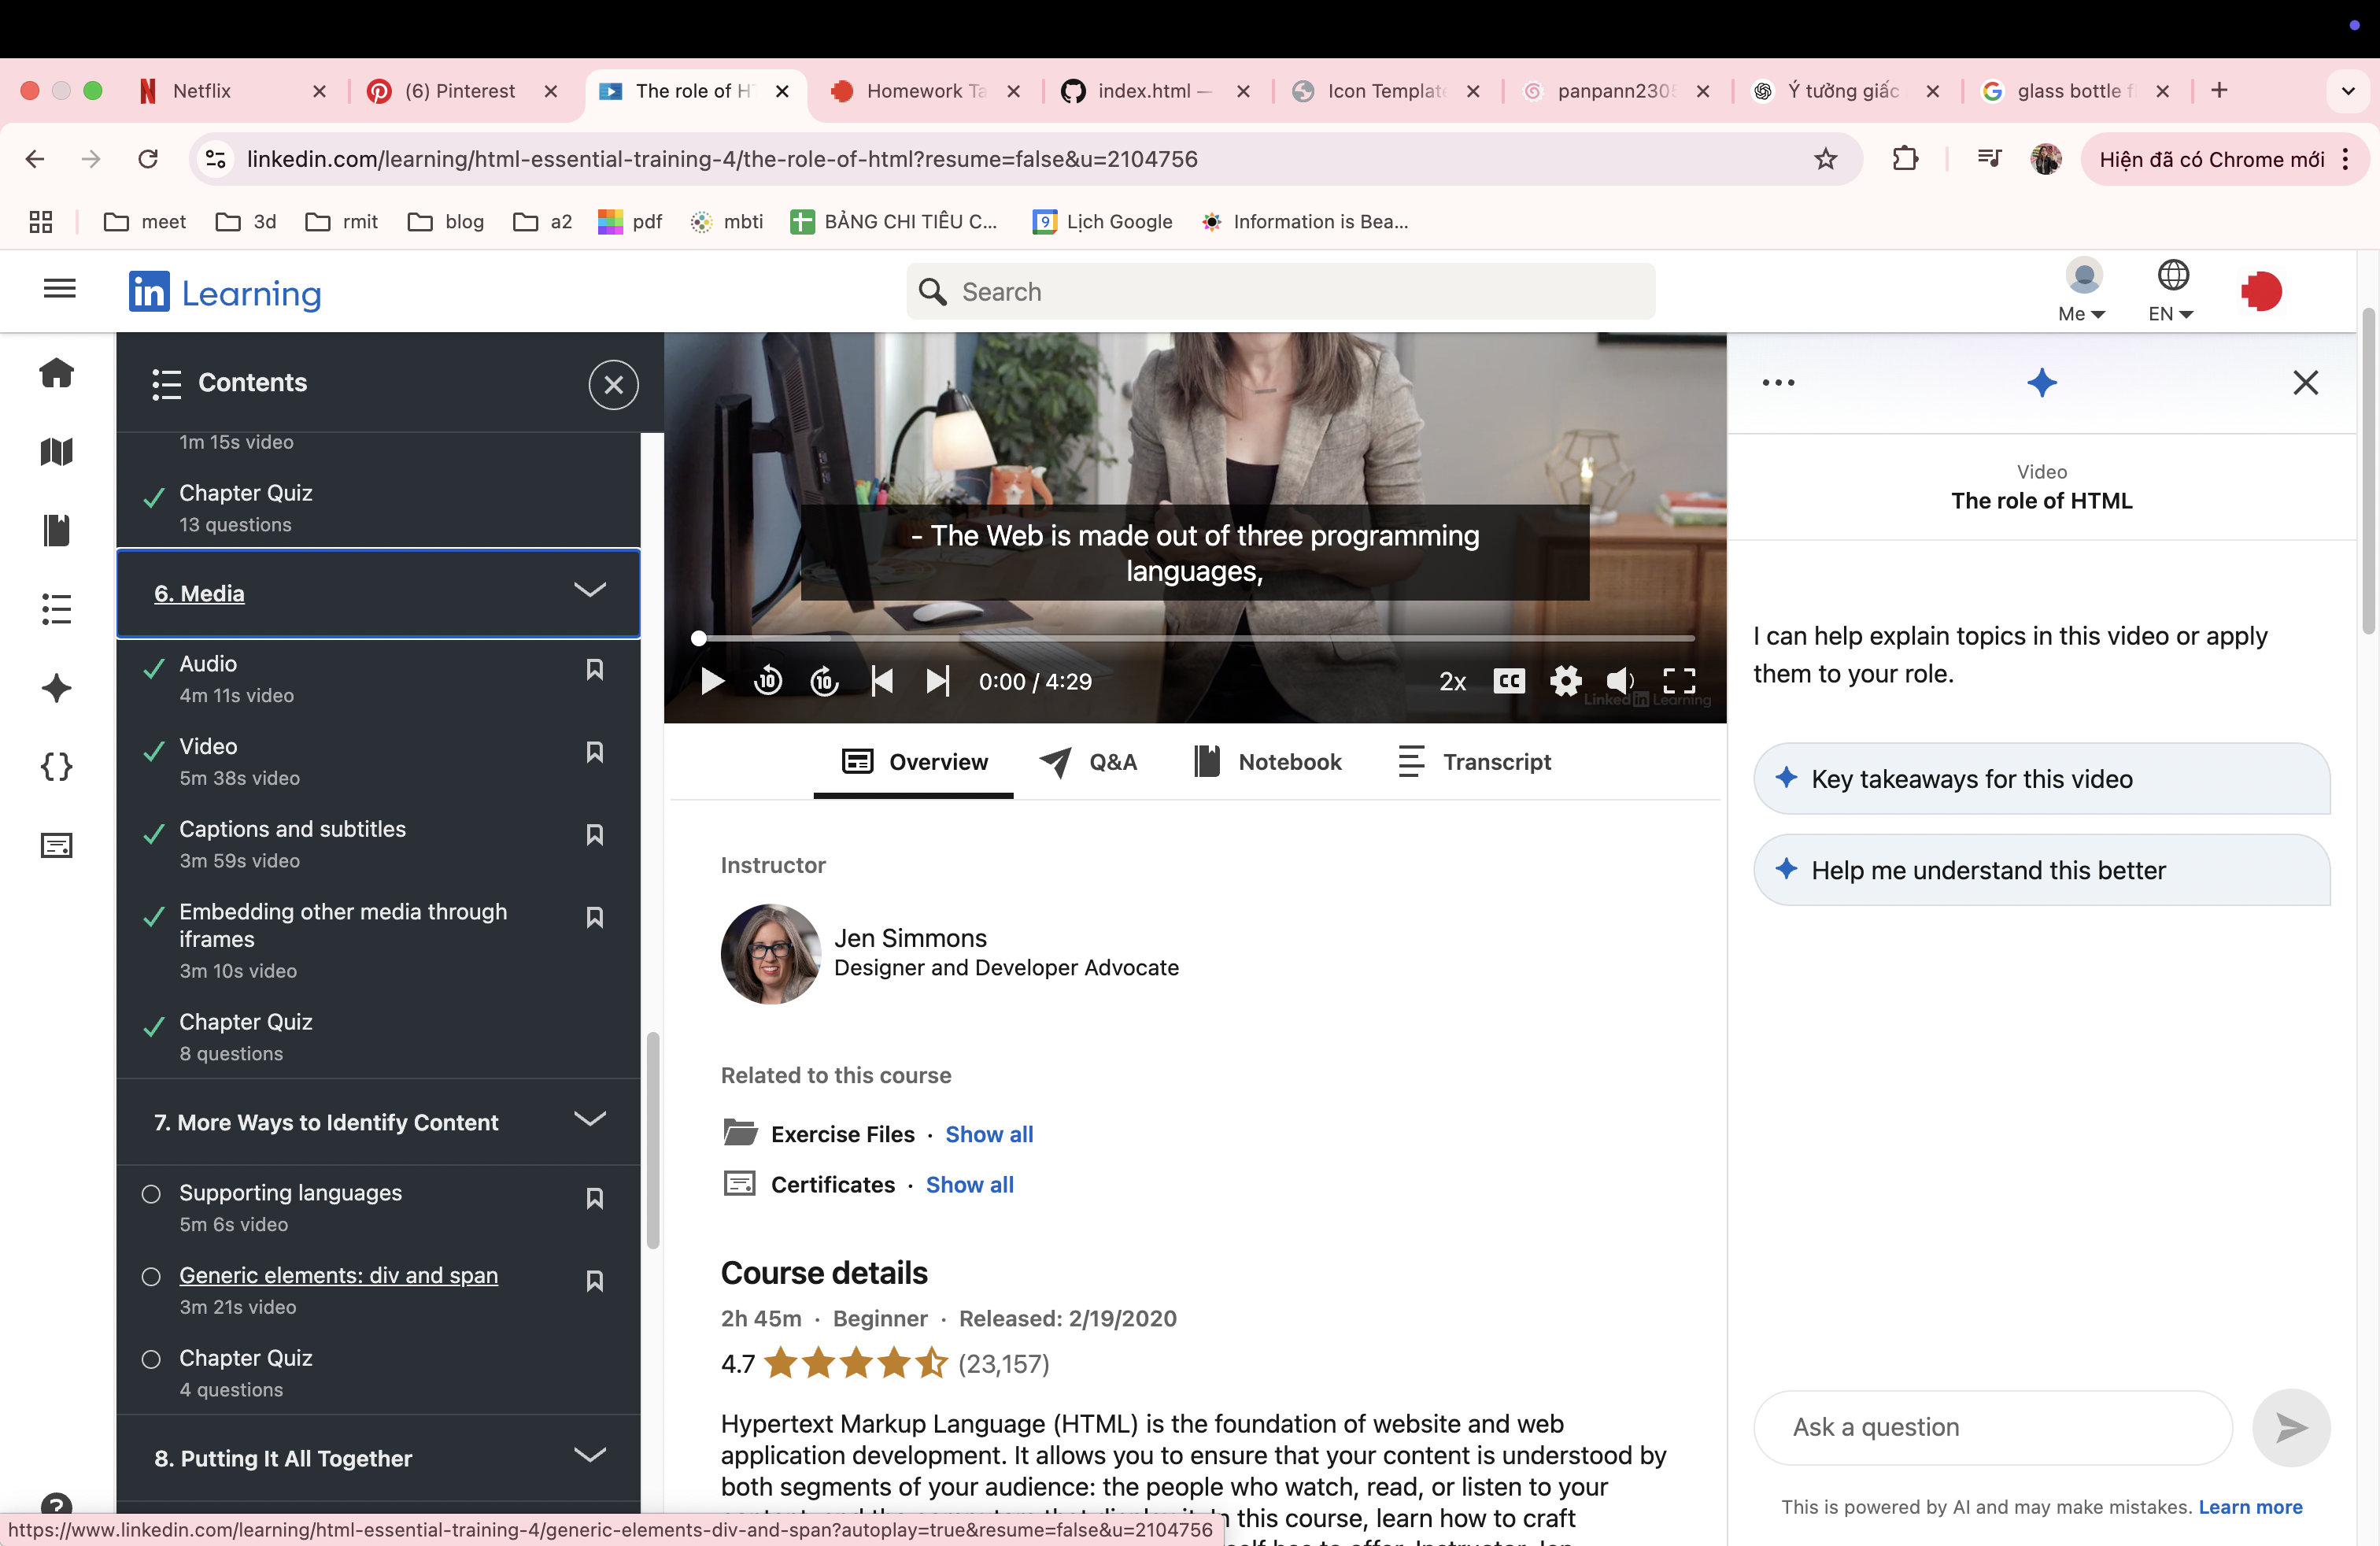 Netflix
(6) Pinterest
The role of H
Homework Ta
index.html —
Icon Templat
panpann230
Ý tưởng giấc
glass bottle f
linkedin.com/learning/html-essential-training-4/the-role-of-html?resume=false&u=2104756
Hiện đã có Chrome mới
meet
3d
rmit
blog
a2
pdf
mbti
BẢNG CHI TIÊU C...
Lịch Google
Information is Bea...
in Learning
Search
Me
EN
Contents
1m 15s video
Chapter Quiz
13 questions
6. Media
Audio
4m 11s video
Video
5m 38s video
Captions and subtitles
3m 59s video
Embedding other media through
iframes
3m 10s video
Chapter Quiz
8 questions
7. More Ways to Identify Content
Supporting languages
5m 6s video
Generic elements: div and span
3m 21s video
Chapter Quiz
4 questions
8. Putting It All Together
- The Web is made out of three programming
languages,
10
10
0:00 / 4:29
2x
CC
Linked in Learning
Overview
Q&A
Notebook
Transcript
Instructor
Jen Simmons
Designer and Developer Advocate
Related to this course
Exercise Files · Show all
Certificates · Show all
Course details
2h 45m · Beginner · Released: 2/19/2020
4.7 (23,157)
Hypertext Markup Language (HTML) is the foundation of website and web
application development. It allows you to ensure that your content is understood by
both segments of your audience: the people who watch, read, or listen to your
this course, learn how to craft
Video
The role of HTML
I can help explain topics in this video or apply
them to your role.
Key takeaways for this video
Help me understand this better
Ask a question
This is powered by AI and may make mistakes. Learn more
https://www.linkedin.com/learning/html-essential-training-4/generic-elements-div-and-span?autoplay=true&resume=false&u=2104756